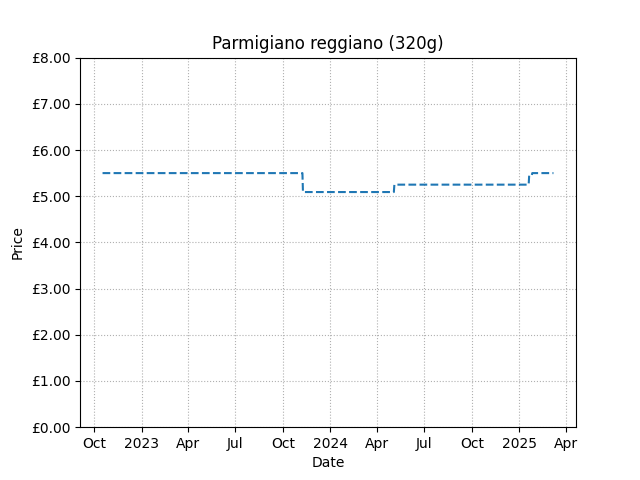 Parmigiano reggiano (320g)
£8.00
£7.00
£6.00
£5.00
£4.00
£3.00
£2.00
£1.00
£0.00
Price
Oct 2023 Apr Jul Oct 2024 Apr Jul Oct 2025 Apr
Date